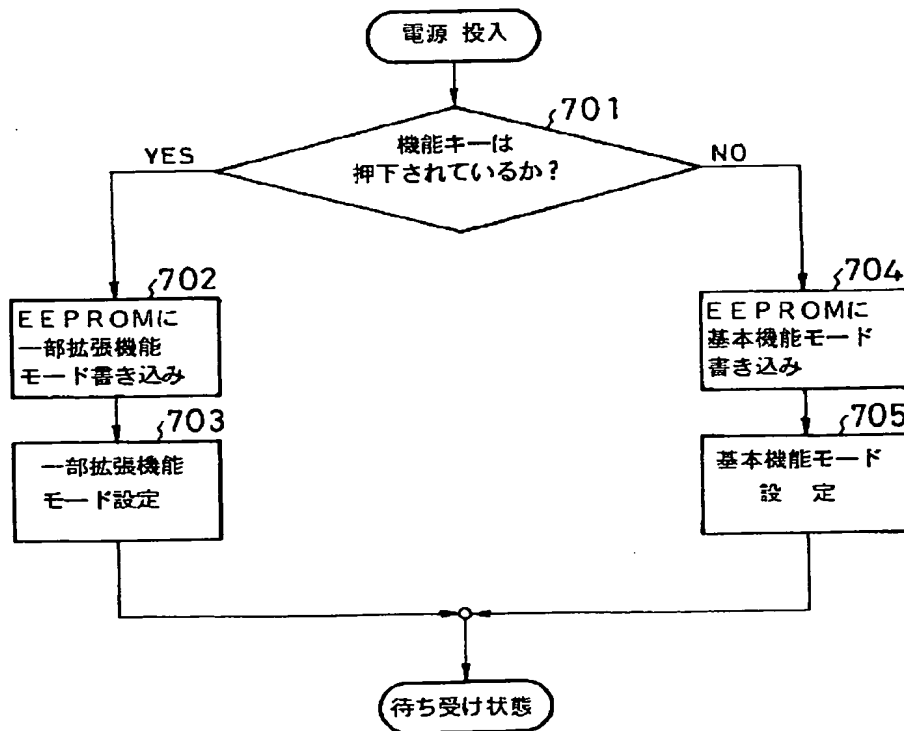 電源 投入
701
機能キーは
押下されているか?
YES
NO
702
EEPROMに
一部拡張機能
モード書き込み
704
EEPROMに
基本機能モード
書き込み
703
一部拡張機能
モード設定
705
基本機能モード
設 定
待ち受け状態